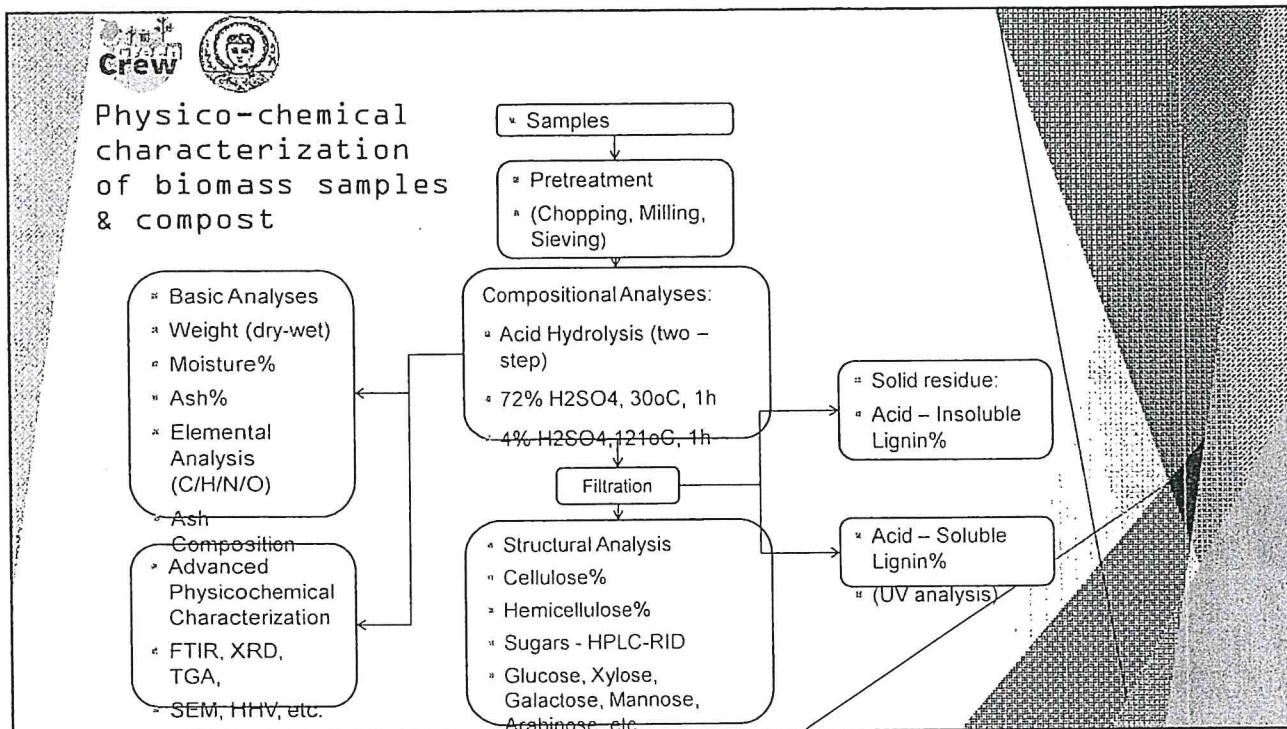 Crew
Physico-chemical
characterization
of biomass samples
& compost
Samples
Pretreatment
(Chopping, Milling,
Sieving)
Basic Analyses
Weight (dry-wet)
Moisture%
Ash%
Elemental
Analysis
(C/H/N/O)
Ash
Composition
Advanced
Physicochemical
Characterization
FTIR, XRD,
TGA,
SEM, HHV, etc.
Compositional Analyses:
Acid Hydrolysis (two –
step)
72% H2SO4, 30oC, 1h
4% H2SO4,121oC, 1h
Filtration
Structural Analysis
Cellulose%
Hemicellulose%
Sugars - HPLC-RID
Glucose, Xylose,
Galactose, Mannose,
Arabinose, etc
Solid residue:
Acid – Insoluble
Lignin%
Acid – Soluble
Lignin%
(UV analysis)